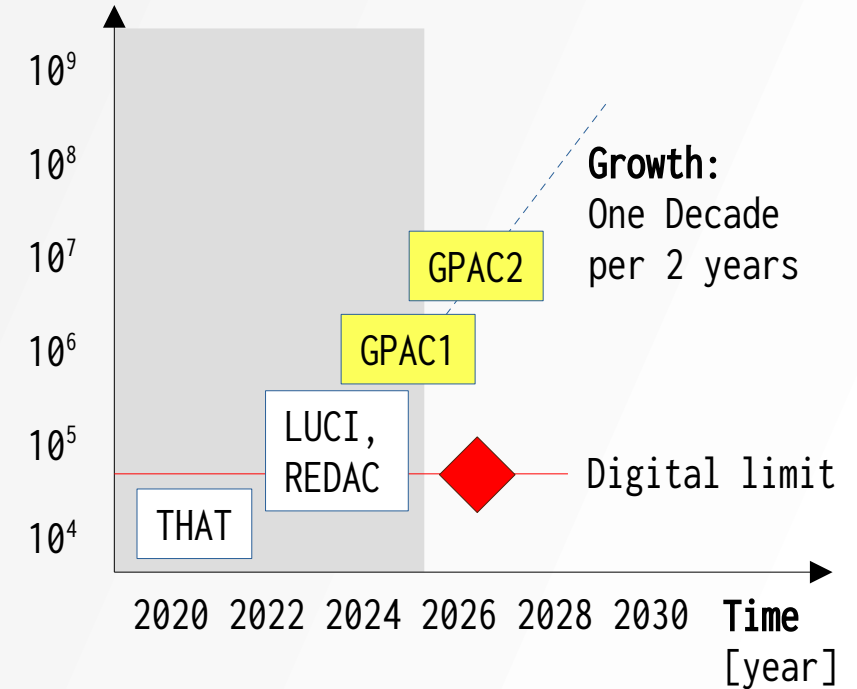 10⁹
10⁸
Growth:
One Decade
10⁷
GPAC2
per 2 years
10⁶
GPAC1
10⁵
LUCI,
REDAC
Digital limit
10⁴
THAT
2020 2022 2024 2026 2028 2030 Time
[year]